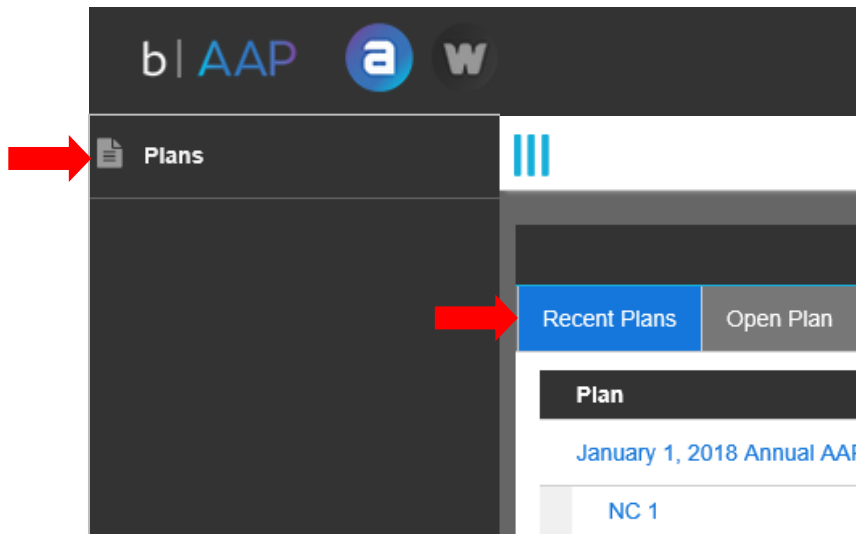 b| AAP a w
Plans
Recent Plans Open Plan
Plan
January 1, 2018 Annual AAP
NC 1